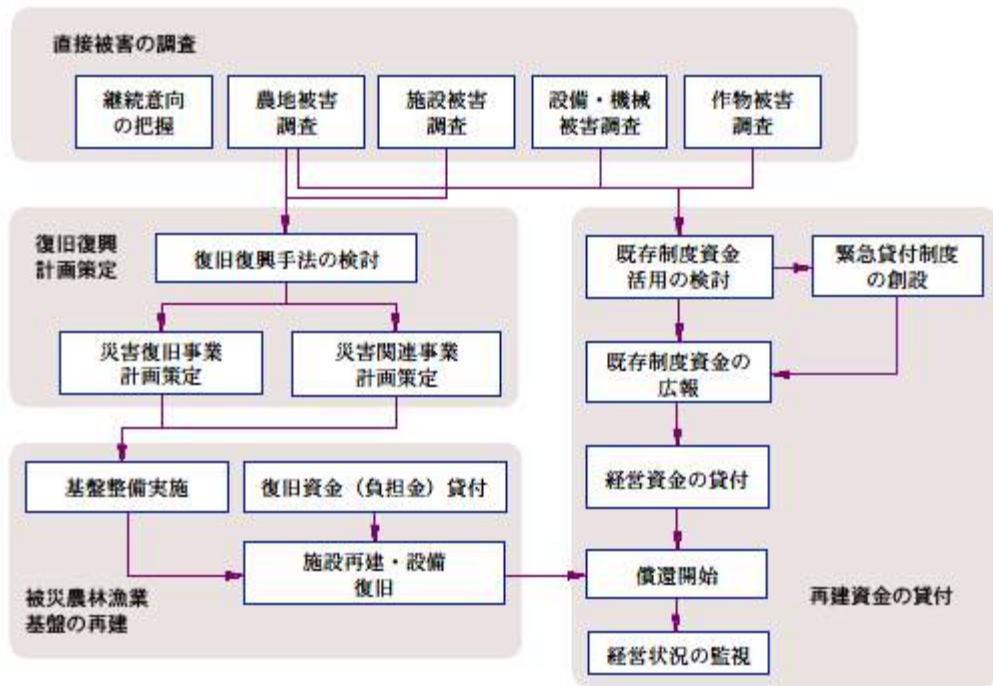 直接被害の調査
継続意向
の把握
農地被害
調査
施設被害
調査
設備・機械
被害調査
作物被害
調査
復旧復興
計画策定
復旧復興手法の検討
災害復旧事業
計画策定
災害関連事業
計画策定
既存制度資金
活用の検討
緊急貸付制度
の創設
既存制度資金の
広報
基盤整備実施
復旧資金（負担金）貸付
施設再建・設備
復旧
被災農林漁業
基盤の再建
経営資金の貸付
償還開始
経営状況の監視
再建資金の貸付